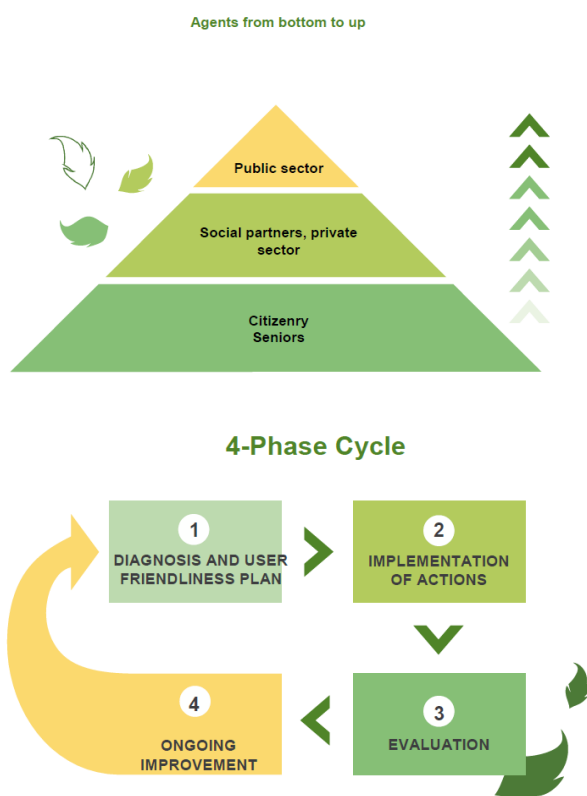 Agents from bottom to up
Public sector
Social partners, private
sector
Citizenry
Seniors
4-Phase Cycle
1
DIAGNOSIS AND USER
FRIENDLINESS PLAN
2
IMPLEMENTATION
OF ACTIONS
3
EVALUATION
4
ONGOING
IMPROVEMENT